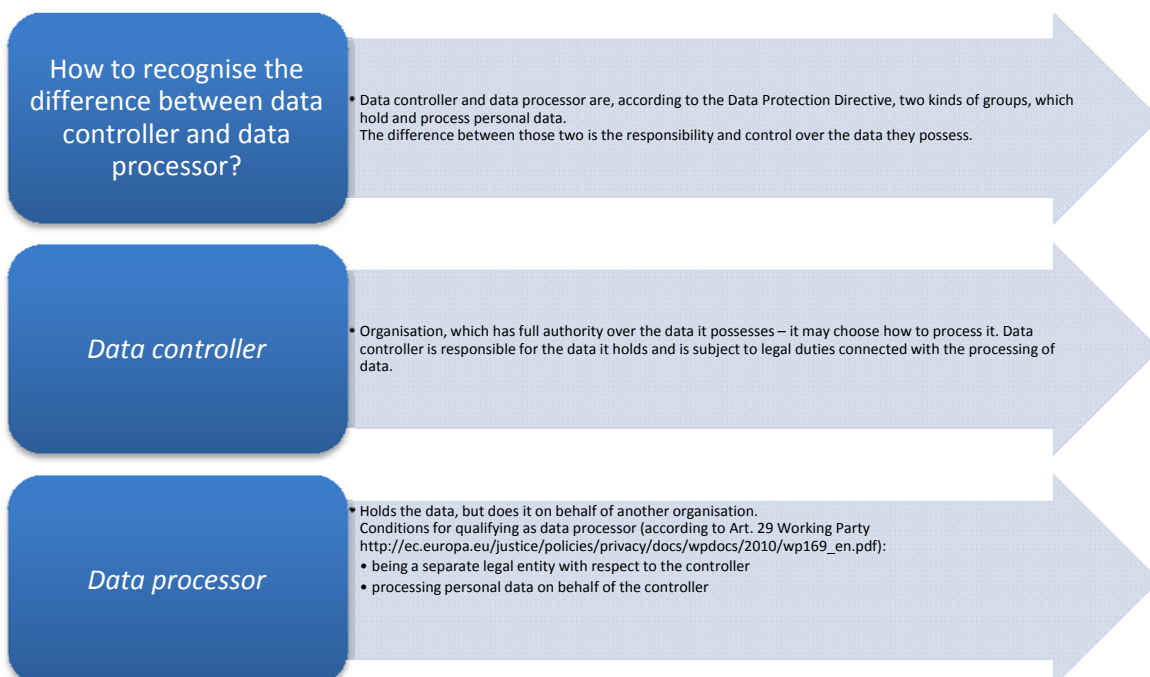 How to recognise the
difference between data
controller and data
processor?
• Data controller and data processor are, according to the Data Protection Directive, two kinds of groups, which
hold and process personal data.
The difference between those two is the responsibility and control over the data they possess.
Data controller
• Organisation, which has full authority over the data it possesses – it may choose how to process it. Data
controller is responsible for the data it holds and is subject to legal duties connected with the processing of
data.
Data processor
• Holds the data, but does it on behalf of another organisation.
Conditions for qualifying as data processor (according to Art. 29 Working Party
http://ec.europa.eu/justice/policies/privacy/docs/wpdocs/2010/wp169_en.pdf):
• being a separate legal entity with respect to the controller
• processing personal data on behalf of the controller